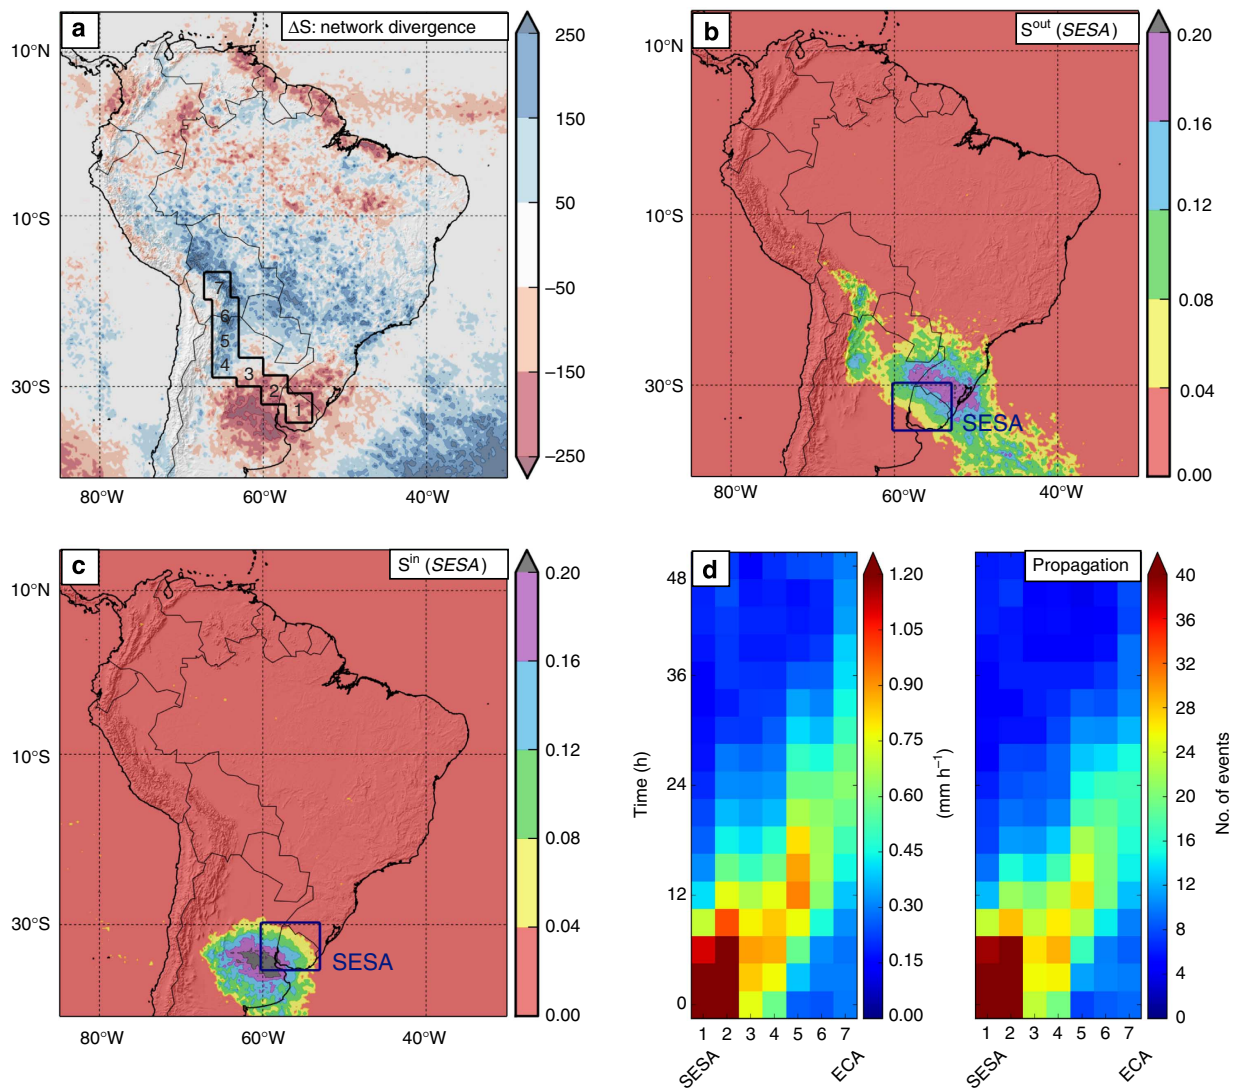 a
ΔS: network divergence
10°N
10°S
30°S
80°W
60°W
40°W
250
150
50
−50
−150
−250
7
6
5
4
3
2
1
b
S^out (SESA)
10°N
10°S
30°S
80°W
60°W
40°W
SESA
0.20
0.16
0.12
0.08
0.04
0.00
c
S^in (SESA)
10°N
10°S
30°S
80°W
60°W
40°W
SESA
0.20
0.16
0.12
0.08
0.04
0.00
d
Time (h)
48
36
24
12
0
1 2 3 4 5 6 7
SESA
ECA
1.20
1.05
0.90
0.75
0.60
0.45
0.30
0.15
0.00
(mm h⁻¹)
Propagation
1 2 3 4 5 6 7
SESA
ECA
40
36
32
28
24
20
16
12
8
4
0
No. of events